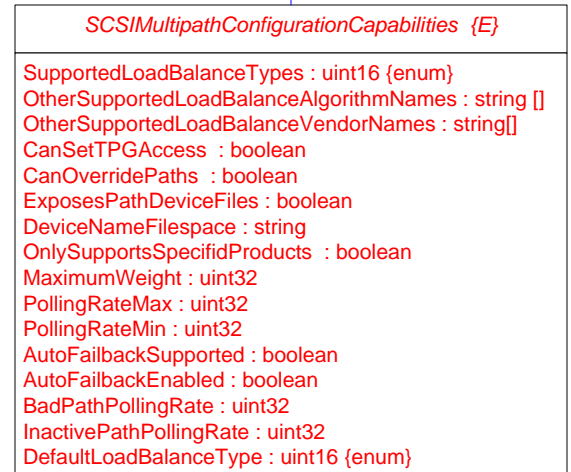 SCSIMultipathConfigurationCapabilities {E}
SupportedLoadBalanceTypes : uint16 {enum}
OtherSupportedLoadBalanceAlgorithmNames : string []
OtherSupportedLoadBalanceVendorNames : string[]
CanSetTPGAccess : boolean
CanOverridePaths : boolean
ExposesPathDeviceFiles : boolean
DeviceNameFilespace : string
OnlySupportsSpecifidProducts : boolean
MaximumWeight : uint32
PollingRateMax : uint32
PollingRateMin : uint32
AutoFailbackSupported : boolean
AutoFailbackEnabled : boolean
BadPathPollingRate : uint32
InactivePathPollingRate : uint32
DefaultLoadBalanceType : uint16 {enum}